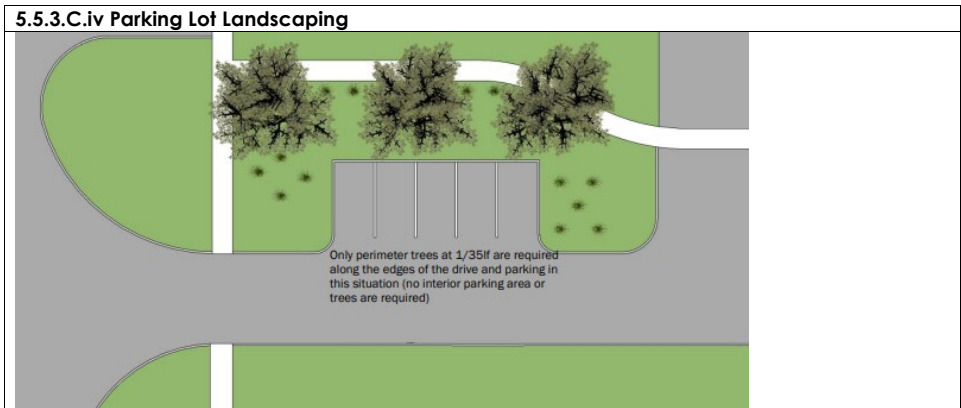 5.5.3.C.iv Parking Lot Landscaping
Only perimeter trees at 1/35lf are required
along the edges of the drive and parking in
this situation (no interior parking area or
trees are required)